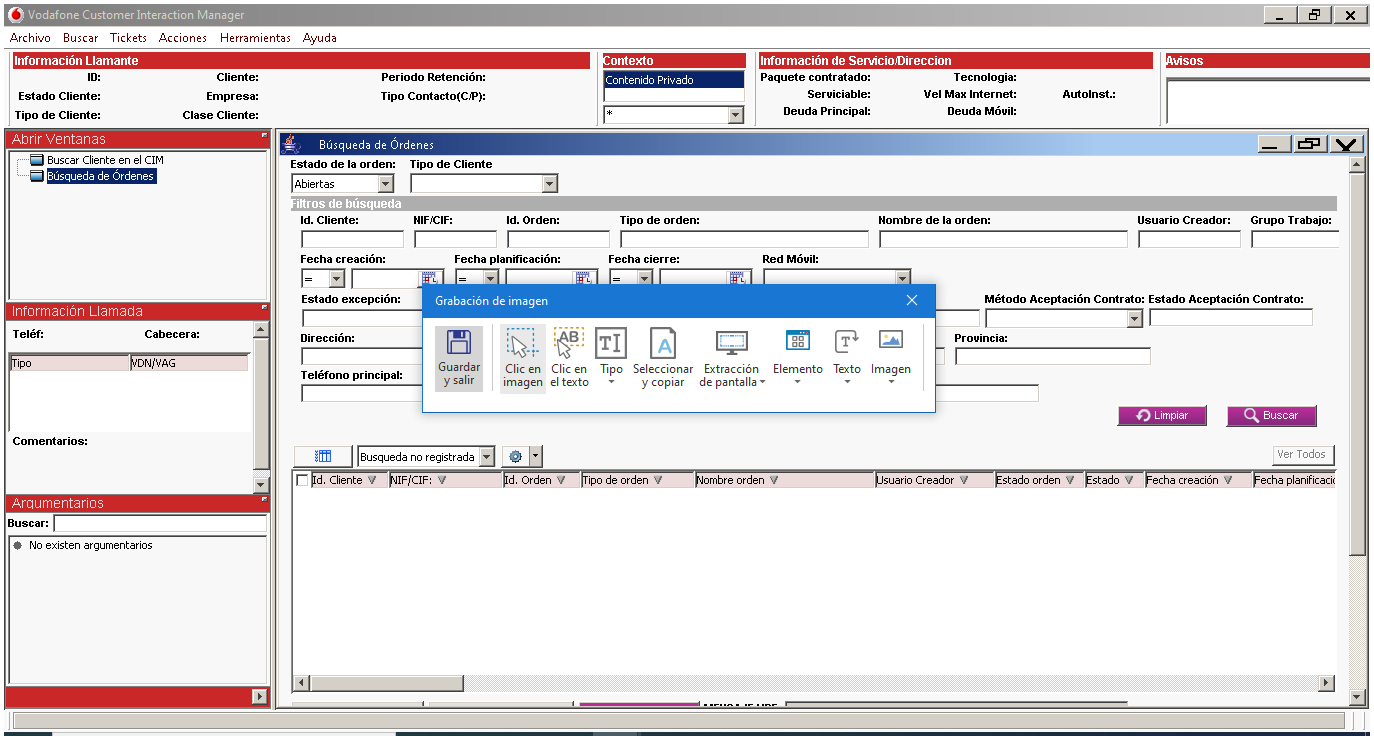 Vodafone Customer Interaction Manager
Archivo Buscar Tickets Acciones Herramientas Ayuda
Información Llamante
ID: Cliente: Periodo Retención:
Estado Cliente: Empresa: Tipo Contacto(C/P):
Tipo de Cliente: Clase Cliente:
Contexto
Contenido Privado
*
Información de Servicio/Direccion
Paquete contratado: Tecnologia:
Serviciable: Vel Max Internet: AutoInst.:
Deuda Principal: Deuda Móvil:
Avisos
Abrir Ventanas
Buscar Cliente en el CIM
Búsqueda de Órdenes
Información Llamada
Teléf: Cabecera:
Tipo VDN/VAG
Comentarios:
Argumentarios
Buscar:
No existen argumentarios
Búsqueda de Órdenes
Estado de la orden: Tipo de Cliente
Abiertas
Filtros de búsqueda
Id. Cliente: NIF/CIF: Id. Orden: Tipo de orden: Nombre de la orden: Usuario Creador: Grupo Trabajo:
Fecha creación: Fecha planificación: Fecha cierre: Red Móvil:
= = =
Estado excepción: Método Aceptación Contrato: Estado Aceptación Contrato:
Dirección: Provincia:
Teléfono principal:
Grabación de imagen
Guardar y salir
Clic en imagen
Clic en el texto
Tipo
Seleccionar y copiar
Extracción de pantalla
Elemento
Texto
Imagen
Limpiar Buscar
Busqueda no registrada Ver Todos
Id. Cliente NIF/CIF: Id. Orden Tipo de orden Nombre orden Usuario Creador Estado orden Estado Fecha creación Fecha planificació